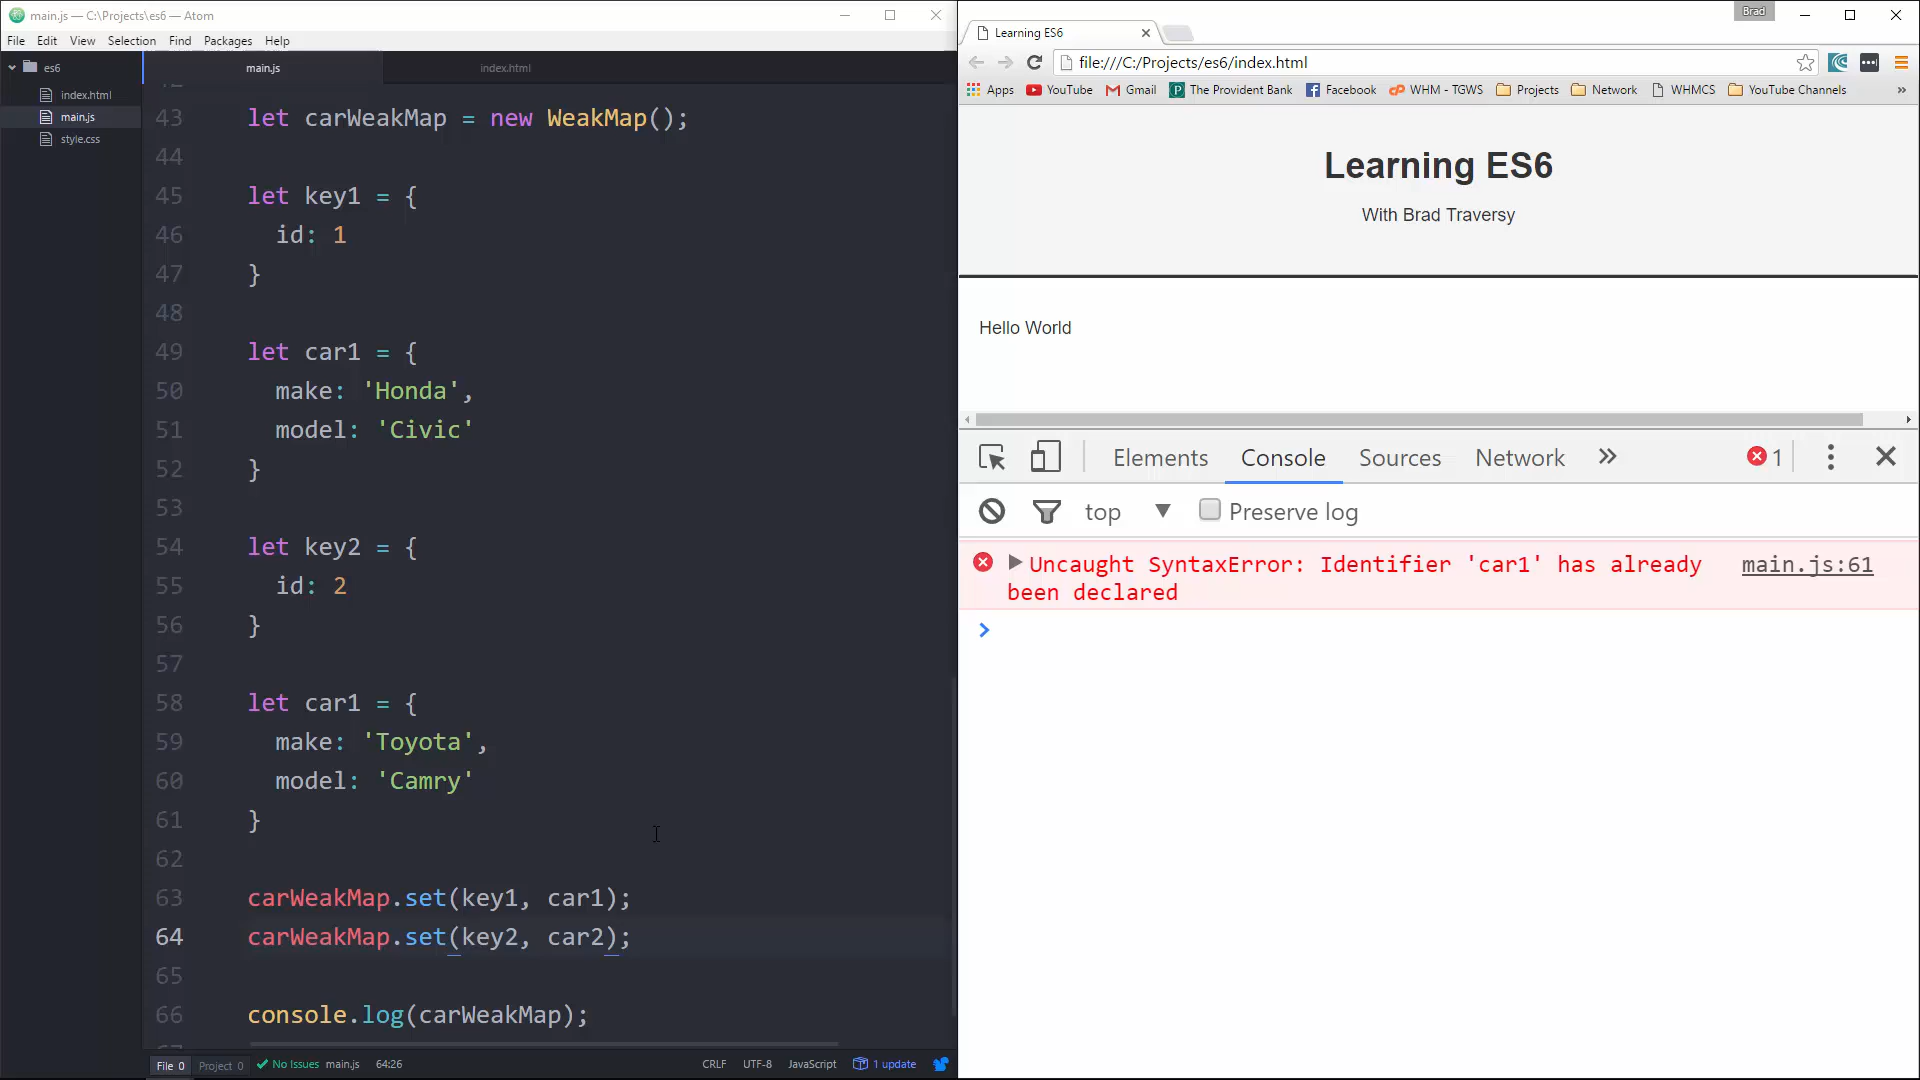 main.js — C:\Projects\es6 — Atom
File Edit View Selection Find Packages Help
es6
index.html
main.js
style.css
main.js index.html
43 let carWeakMap = new WeakMap();
44
45 let key1 = {
46 id: 1
47 }
48
49 let car1 = {
50 make: 'Honda',
51 model: 'Civic'
52 }
53
54 let key2 = {
55 id: 2
56 }
57
58 let car1 = {
59 make: 'Toyota',
60 model: 'Camry'
61 }
62
63 carWeakMap.set(key1, car1);
64 carWeakMap.set(key2, car2);
65
66 console.log(carWeakMap);
File 0 Project 0 No Issues main.js 64:26 CRLF UTF-8 JavaScript 1 update
Brad
Learning ES6
file:///C:/Projects/es6/index.html
Apps YouTube Gmail The Provident Bank Facebook WHM - TGWS Projects Network WHMCS YouTube Channels »
Learning ES6
With Brad Traversy
Hello World
Elements Console Sources Network » 1
top Preserve log
Uncaught SyntaxError: Identifier 'car1' has already main.js:61
been declared